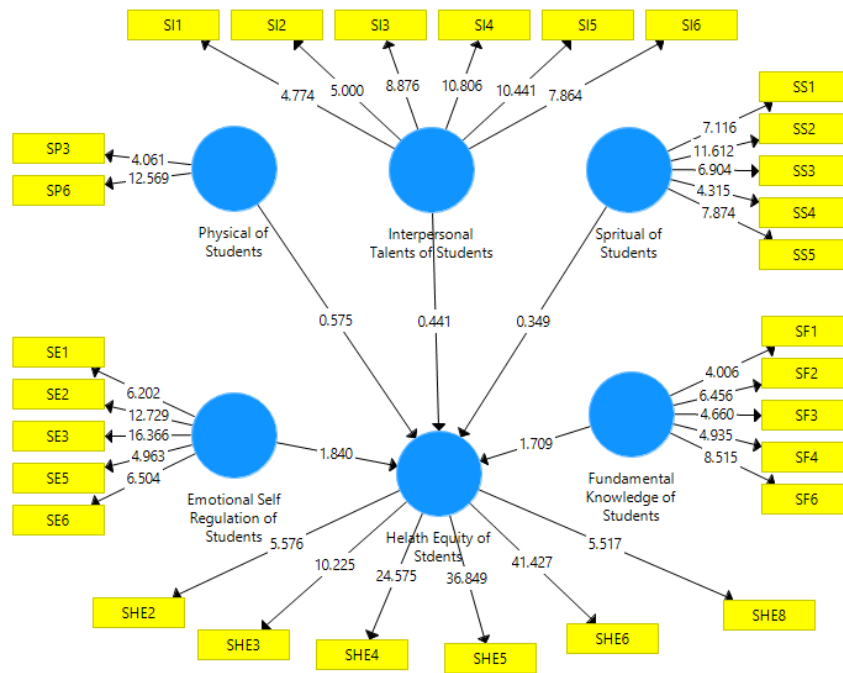 SI1
SI2
SI3
SI4
SI5
SI6
4.774
5.000
8.876
10.806
10.441
7.864
SP3
SP6
4.061
12.569
Physical of
Students
Interpersonal
Talents of Students
Spritual of
Students
7.116
11.612
6.904
4.315
7.874
SS1
SS2
SS3
SS4
SS5
0.575
0.441
0.349
SE1
SE2
SE3
SE5
SE6
6.202
12.729
16.366
4.963
6.504
Emotional Self
Regulation of
Students
1.840
1.709
Helath Equity of
Stdents
Fundamental
Knowledge of
Students
4.006
6.456
4.660
4.935
8.515
SF1
SF2
SF3
SF4
SF6
5.576
10.225
24.575
36.849
41.427
5.517
SHE2
SHE3
SHE4
SHE5
SHE6
SHE8